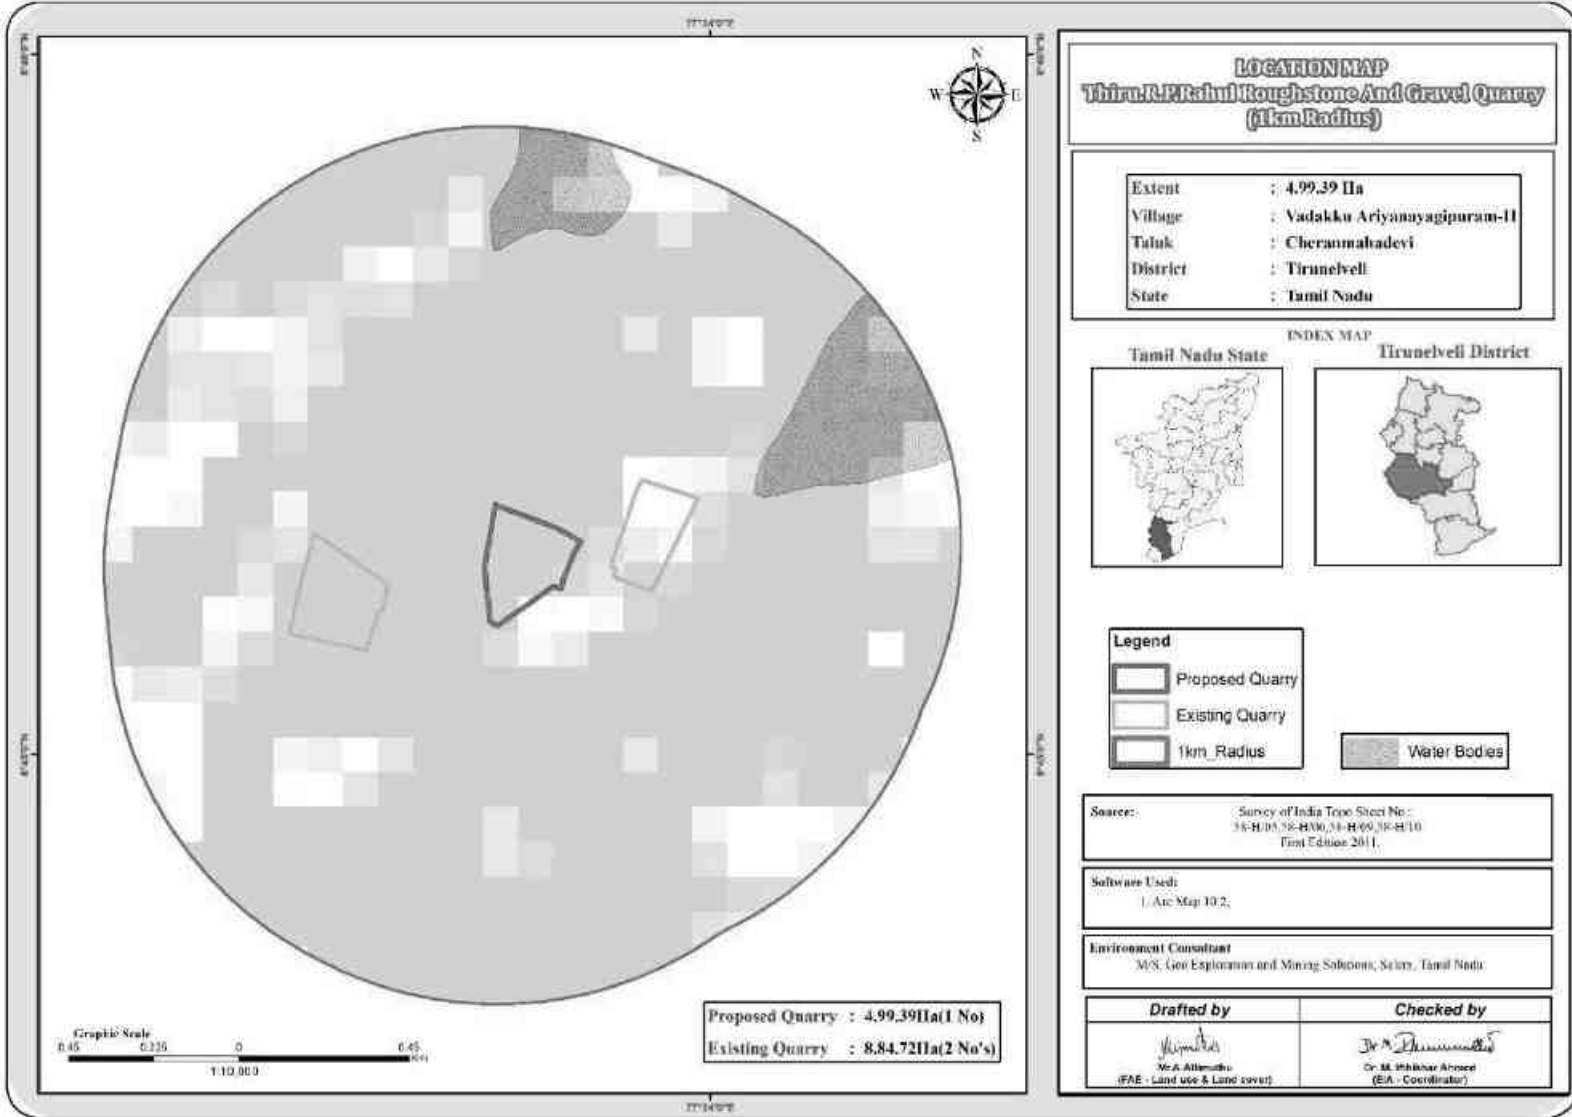 N
W
E
S
LOCATION MAP
Thiru.R.P.Rahul Roughstone And Gravel Quarry
(1km Radius)
Extent : 4.99.39 Ha
Village : Vadakku Ariyanayagipuram-II
Taluk : Cheranmahadevi
District : Tirunelveli
State : Tamil Nadu
INDEX MAP
Tamil Nadu State
Tirunelveli District
Legend
Proposed Quarry
Existing Quarry
1km_Radius
Water Bodies
Source:
Survey of India Topo Sheet No :
First Edition 2011.
Software Used:
1. Arc Map 10.2,
Environment Consultant
M/S. Geo Exploration and Mining Solutions, Salem, Tamil Nadu
Drafted by
Checked by
(FAE - Land use & Land cover)
(EIA - Coordinator)
Proposed Quarry : 4.99.39Ha(1 No)
Existing Quarry : 8.84.72Ha(2 No's)
Graphic Scale
0.45 0.225 0 0.45
1:10,000